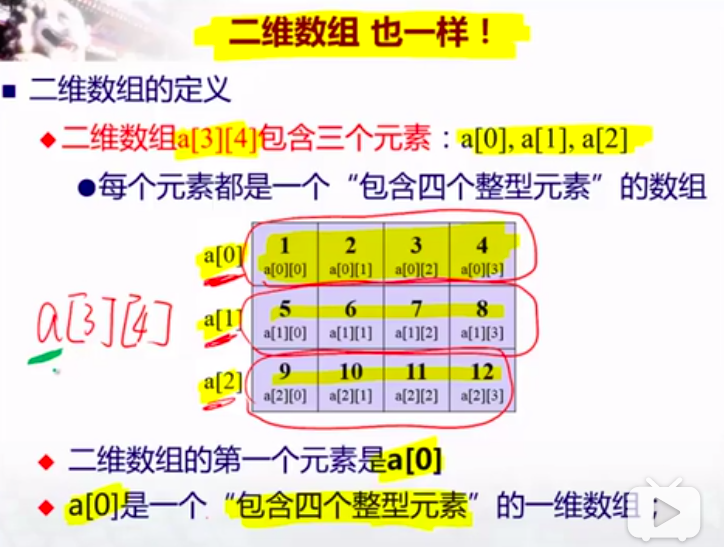 二维数组 也一样！
■ 二维数组的定义
◆二维数组a[3][4]包含三个元素：a[0], a[1], a[2]
●每个元素都是一个“包含四个整型元素”的数组
a[0] 1 2 3 4
a[0][0] a[0][1] a[0][2] a[0][3]
a[3][4]
a[1] 5 6 7 8
a[1][0] a[1][1] a[1][2] a[1][3]
a[2] 9 10 11 12
a[2][0] a[2][1] a[2][2] a[2][3]
◆ 二维数组的第一个元素是a[0]
◆ a[0]是一个“包含四个整型元素”的一维数组；